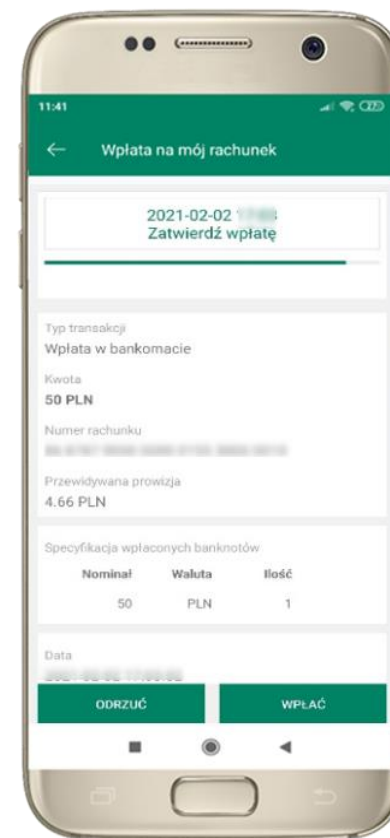 11:41
27
Wpłata na mój rachunek
2021-02-02
Zatwierdź wpłatę
Typ transakcji
Wpłata w bankomacie
Kwota
50 PLN
Numer rachunku
Przewidywana prowizja
4.66 PLN
Specyfikacja wpłaconych banknotów
Nominał Waluta Ilość
50 PLN 1
Data
ODRZUĆ WPŁAĆ